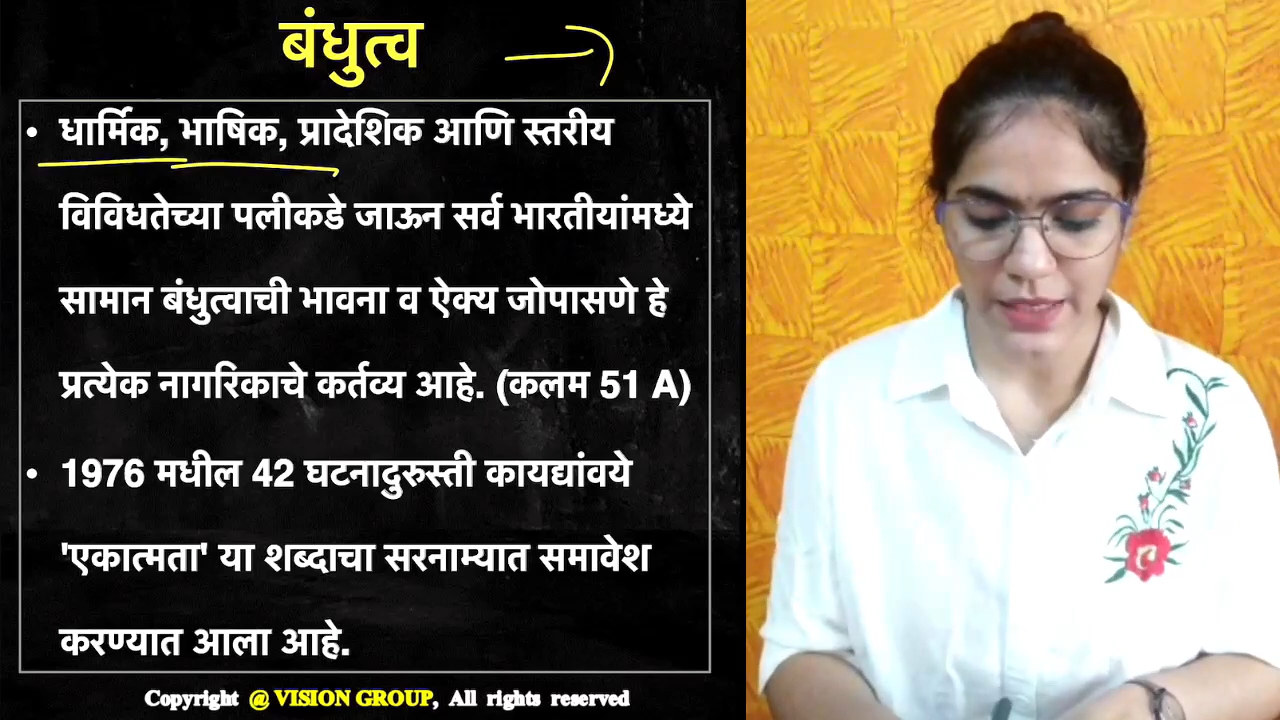 बंधुत्व
• धार्मिक, भाषिक, प्रादेशिक आणि स्तरीय
विविधतेच्या पलीकडे जाऊन सर्व भारतीयांमध्ये
सामान बंधुत्वाची भावना व ऐक्य जोपासणे हे
प्रत्येक नागरिकाचे कर्तव्य आहे. (कलम 51 A)
• 1976 मधील 42 घटनादुरुस्ती कायद्यांवये
'एकात्मता' या शब्दाचा सरनाम्यात समावेश
करण्यात आला आहे.
Copyright @ VISION GROUP, All rights reserved